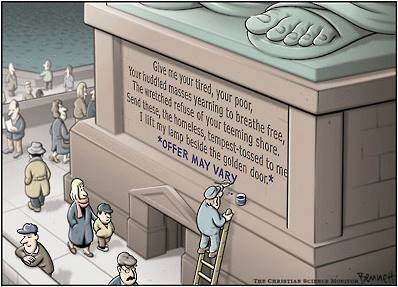 Give me your tired, your poor,
Your huddled masses yearning to breathe free,
The wretched refuse of your teeming shore.
Send these, the homeless, tempest-tossed to me
I lift my lamp beside the golden door.*
*OFFER MAY VARY
THE CHRISTIAN SCIENCE MONITOR
Bennett